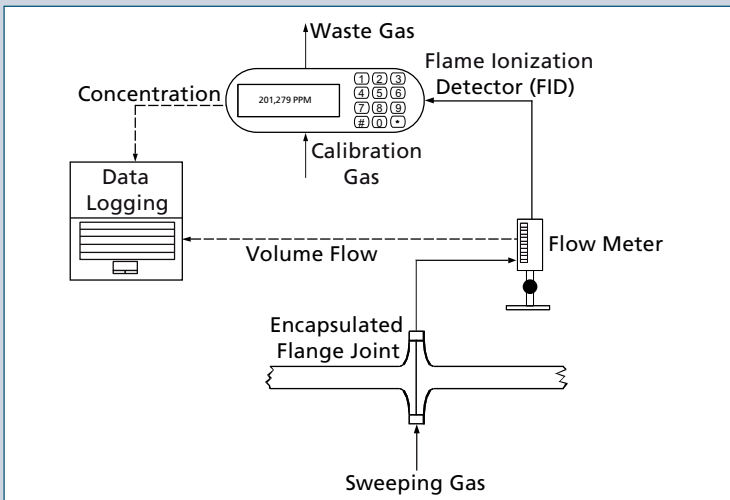 Waste Gas
Flame Ionization
Detector (FID)
Concentration
201,279 PPM
1 2 3
4 5 6
7 8 9
# 0 *
Calibration
Gas
Data
Logging
Volume Flow
Flow Meter
Encapsulated
Flange Joint
Sweeping Gas